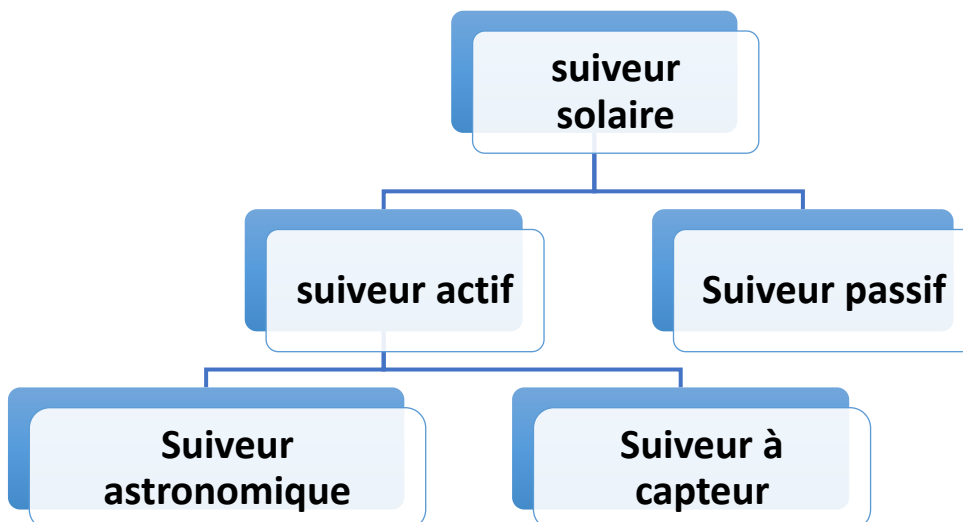 suiveur
solaire
suiveur actif
Suiveur passif
Suiveur
astronomique
Suiveur à
capteur